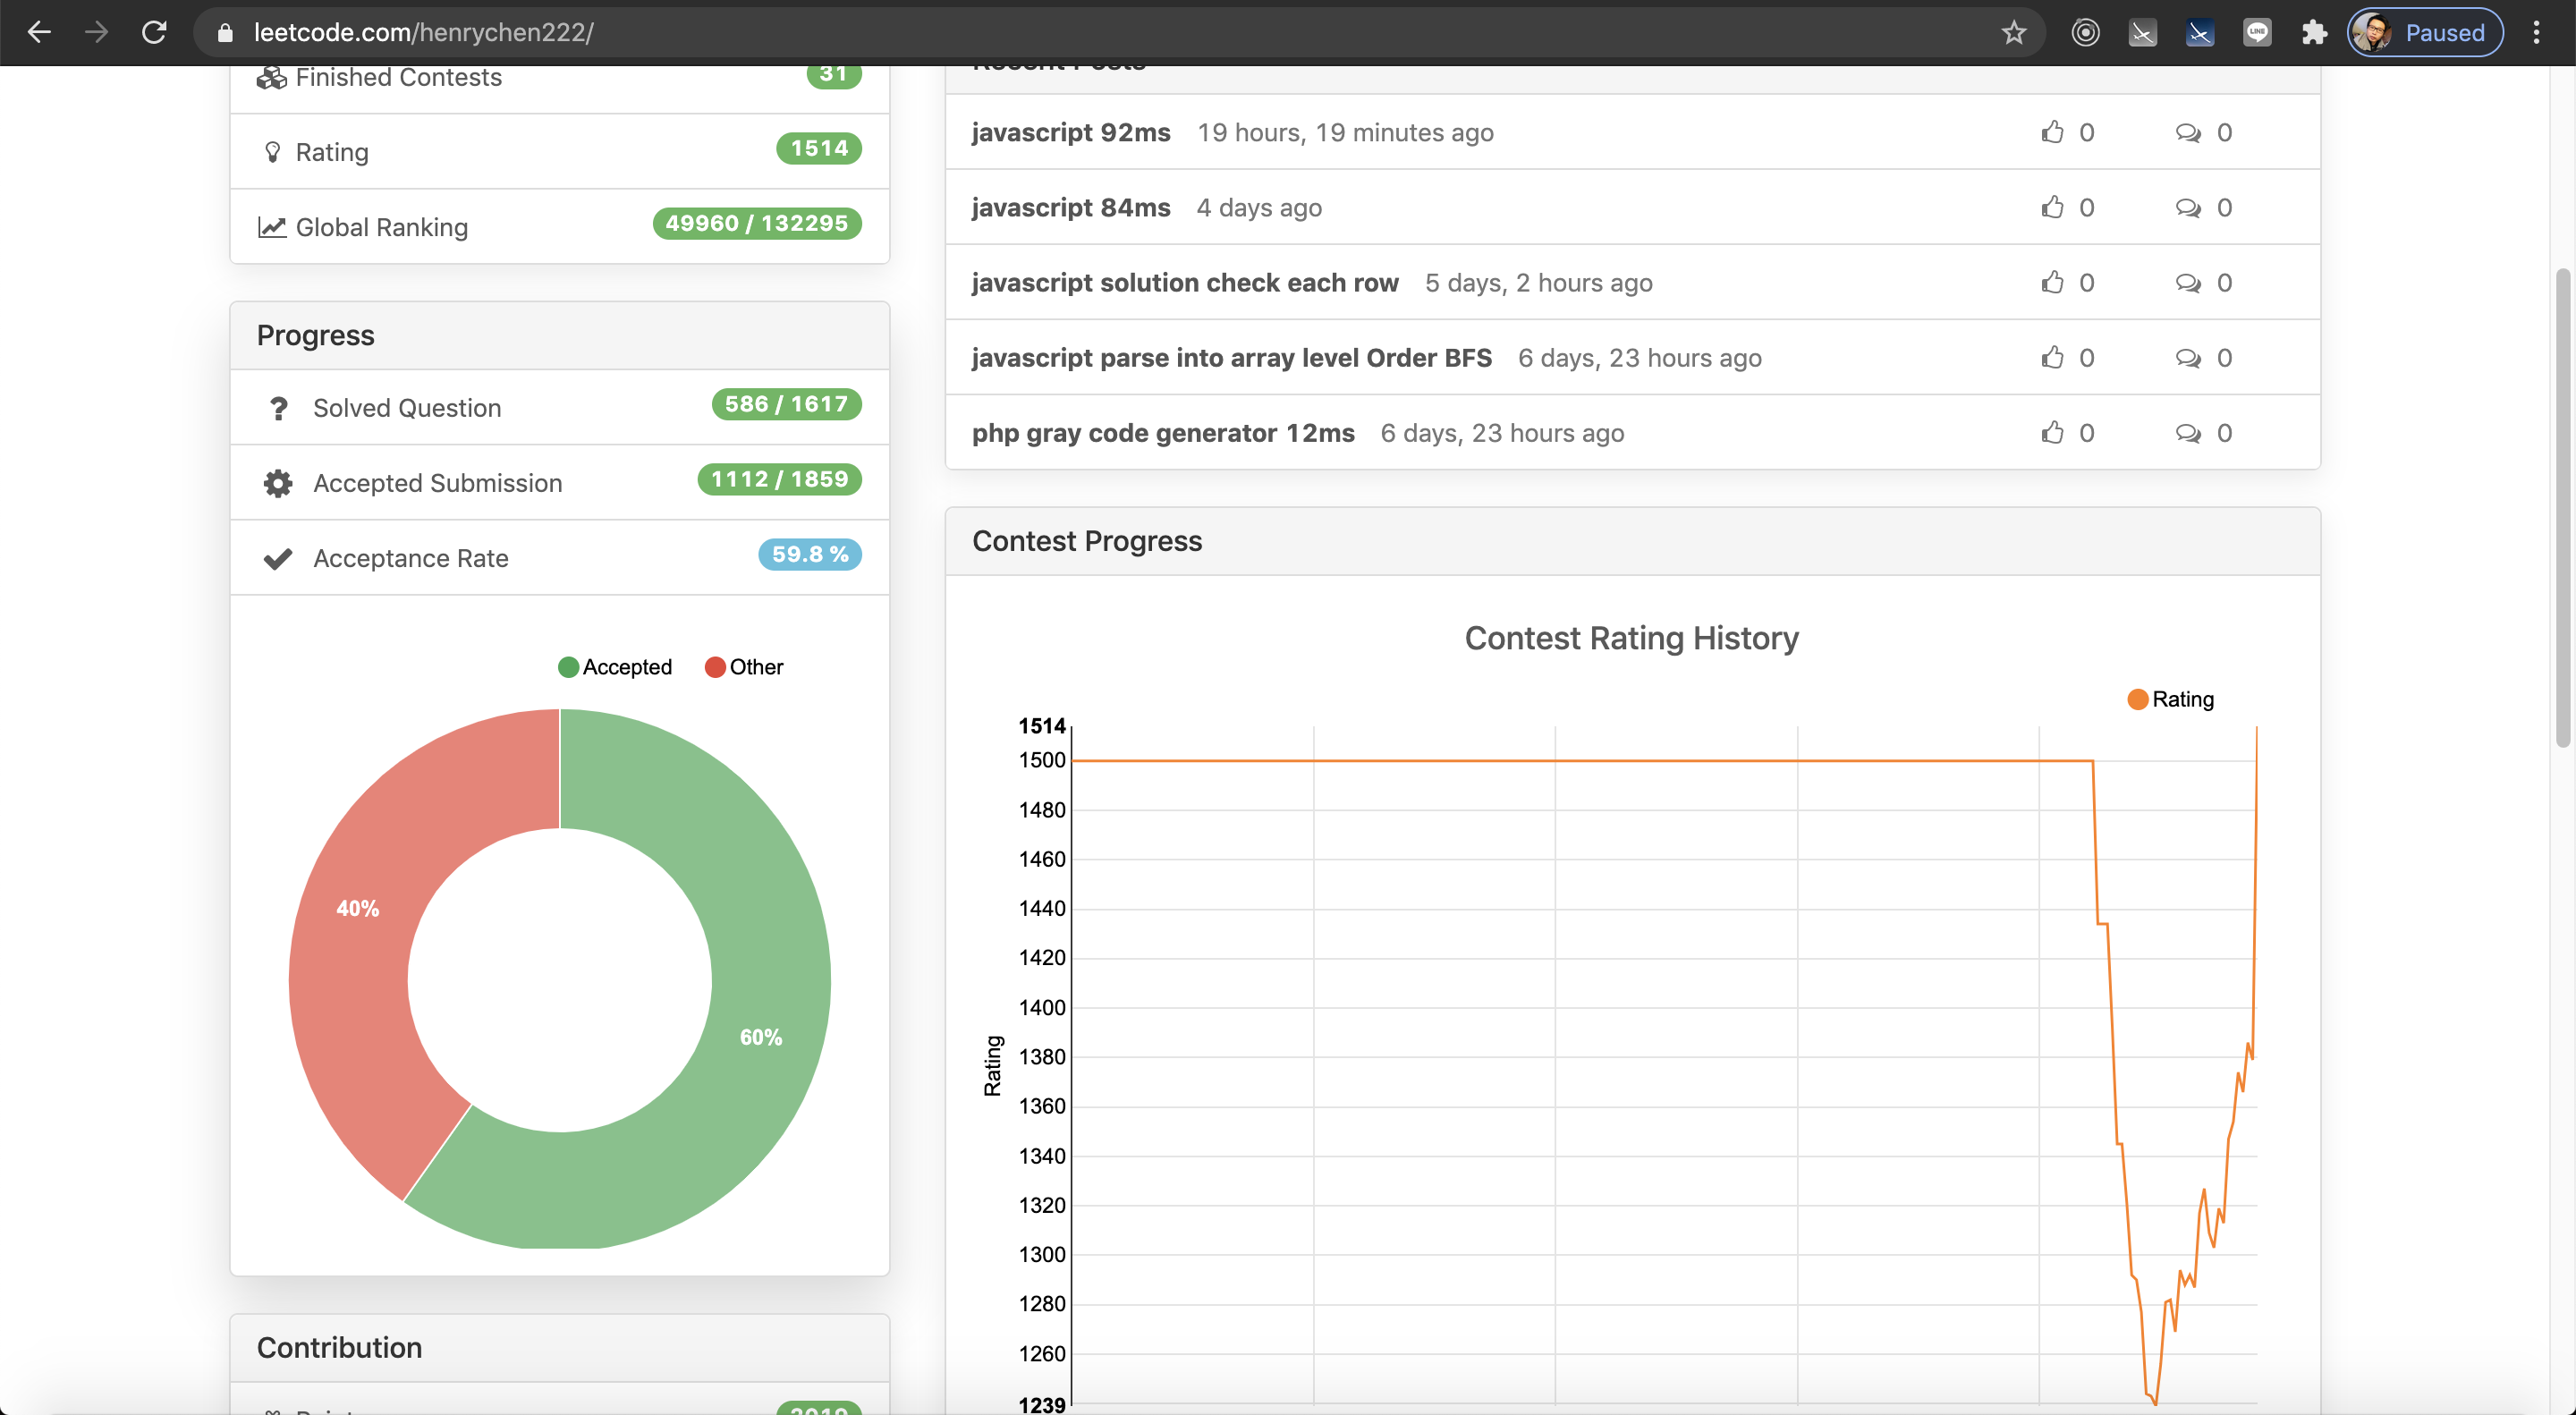 leetcode.com/henrychen222/
Paused
Finished Contests 31
Rating 1514
Global Ranking 49960 / 132295
Progress
Solved Question 586 / 1617
Accepted Submission 1112 / 1859
Acceptance Rate 59.8 %
Accepted Other
40%
60%
Contribution
Recent Posts
javascript 92ms 19 hours, 19 minutes ago 0 0
javascript 84ms 4 days ago 0 0
javascript solution check each row 5 days, 2 hours ago 0 0
javascript parse into array level Order BFS 6 days, 23 hours ago 0 0
php gray code generator 12ms 6 days, 23 hours ago 0 0
Contest Progress
Contest Rating History
Rating
1514
1500
1480
1460
1440
1420
1400
1380
Rating
1360
1340
1320
1300
1280
1260
1239